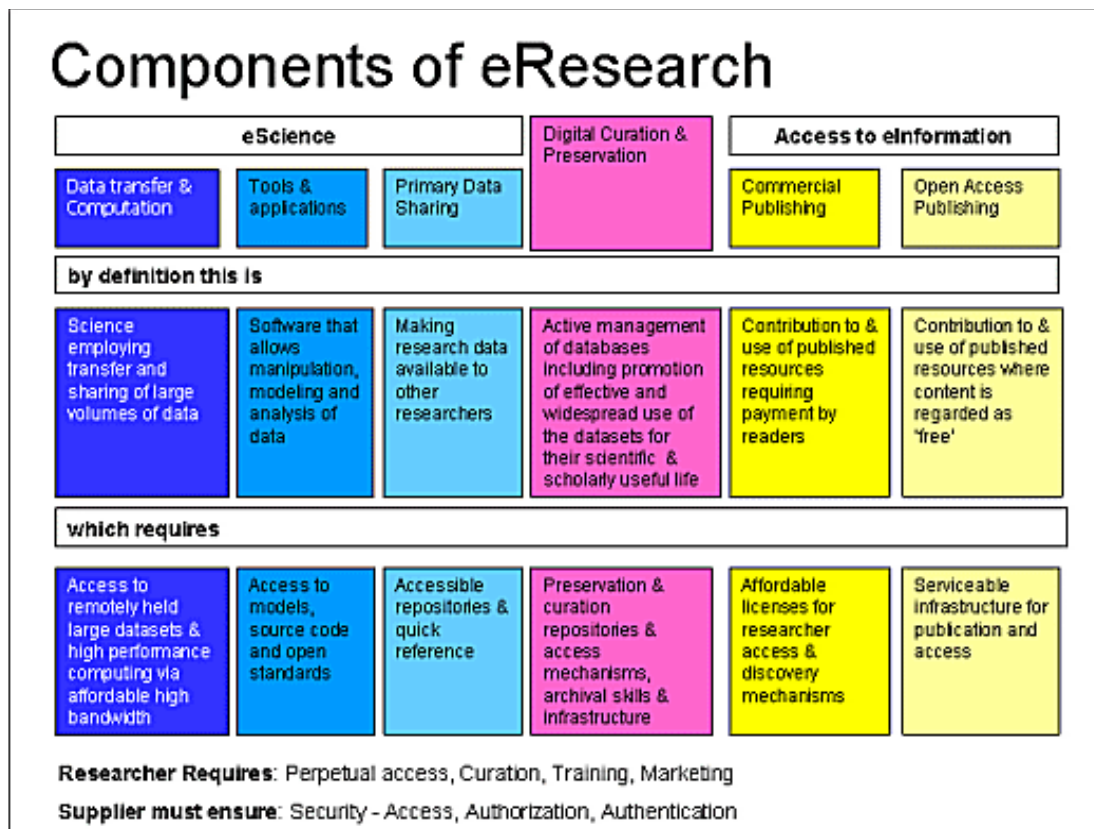 Components of eResearch
eScience
Digital Curation &
Preservation
Access to eInformation
Data transfer &
Computation
Tools &
applications
Primary Data
Sharing
Commercial
Publishing
Open Access
Publishing
by definition this is
Science
employing
transfer and
sharing of large
volumes of data
Software that
allows
manipulation,
modeling and
analysis of
data
Making
research data
available to
other
researchers
Active management
of databases
including promotion
of effective and
widespread use of
the datasets for
their scientific &
scholarly useful life
Contribution to &
use of published
resources
requiring
payment by
readers
Contribution to &
use of published
resources where
content is
regarded as
'free'
which requires
Access to
remotely held
large datasets &
high performance
computing via
affordable high
bandwidth
Access to
models,
source code
and open
standards
Accessible
repositories &
quick
reference
Preservation &
curation
repositories &
access
mechanisms,
archival skills &
infrastructure
Affordable
licenses for
researcher
access &
discovery
mechanisms
Serviceable
infrastructure for
publication and
access
Researcher Requires: Perpetual access, Curation, Training, Marketing
Supplier must ensure: Security - Access, Authorization, Authentication